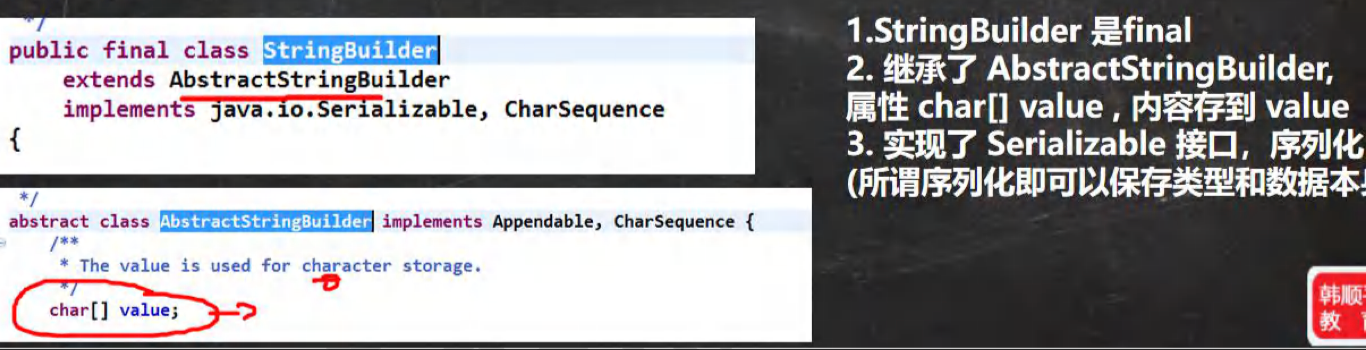 */
public final class StringBuilder
extends AbstractStringBuilder
implements java.io.Serializable, CharSequence
{
*/
abstract class AbstractStringBuilder implements Appendable, CharSequence {
/**
* The value is used for character storage.
*/
char[] value;
1.StringBuilder 是final
2. 继承了 AbstractStringBuilder,
属性 char[] value , 内容存到 value
3. 实现了 Serializable 接口，序列化
(所谓序列化即可以保存类型和数据本
韩顺
教